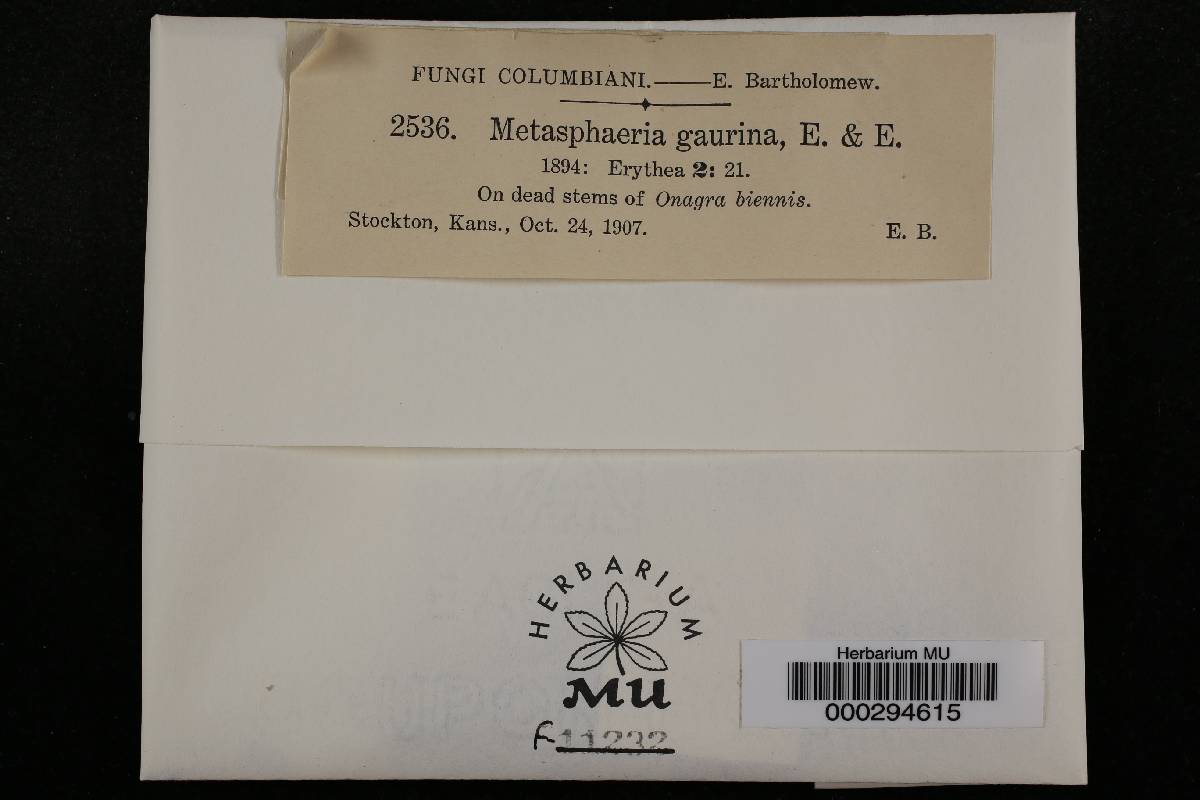 FUNGI COLUMBIANI.——E. Bartholomew.
2536. Metasphaeria gaurina, E. & E.
1894: Erythea 2: 21.
On dead stems of Onagra biennis.
Stockton, Kans., Oct. 24, 1907. E. B.
HERBARIUM
MU
F-11232
Herbarium MU
000294615